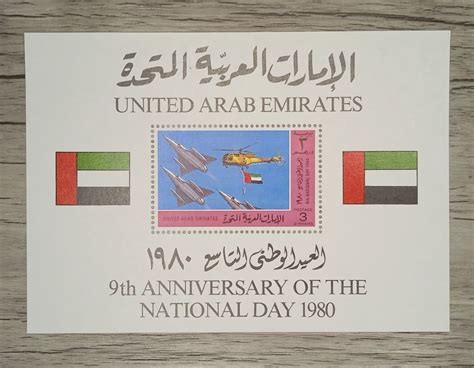 الإمارات العربية المتحدة
UNITED ARAB EMIRATES
٣
POSTAGE
3
UNITED ARAB EMIRATES
الإمارات العربية المتحدة
العيد الوطني التاسع ١٩٨٠
9th ANNIVERSARY OF THE
NATIONAL DAY 1980